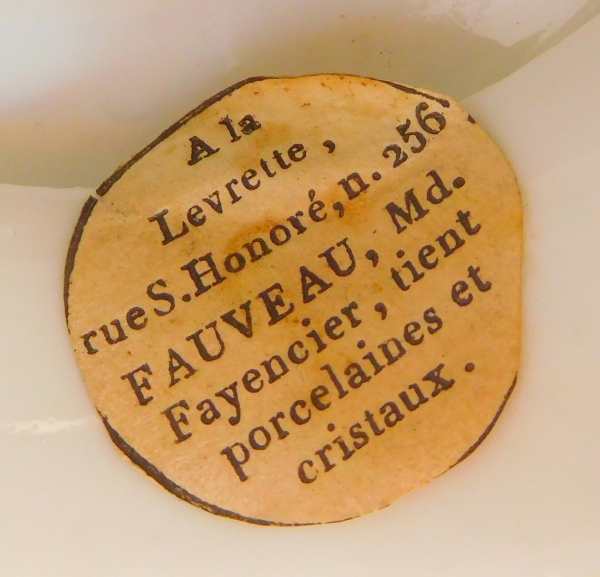 A la
Levrette,
rue S. Honoré, n. 256
FAUVEAU, Md.
Fayencier, tient
porcelaines et
cristaux.